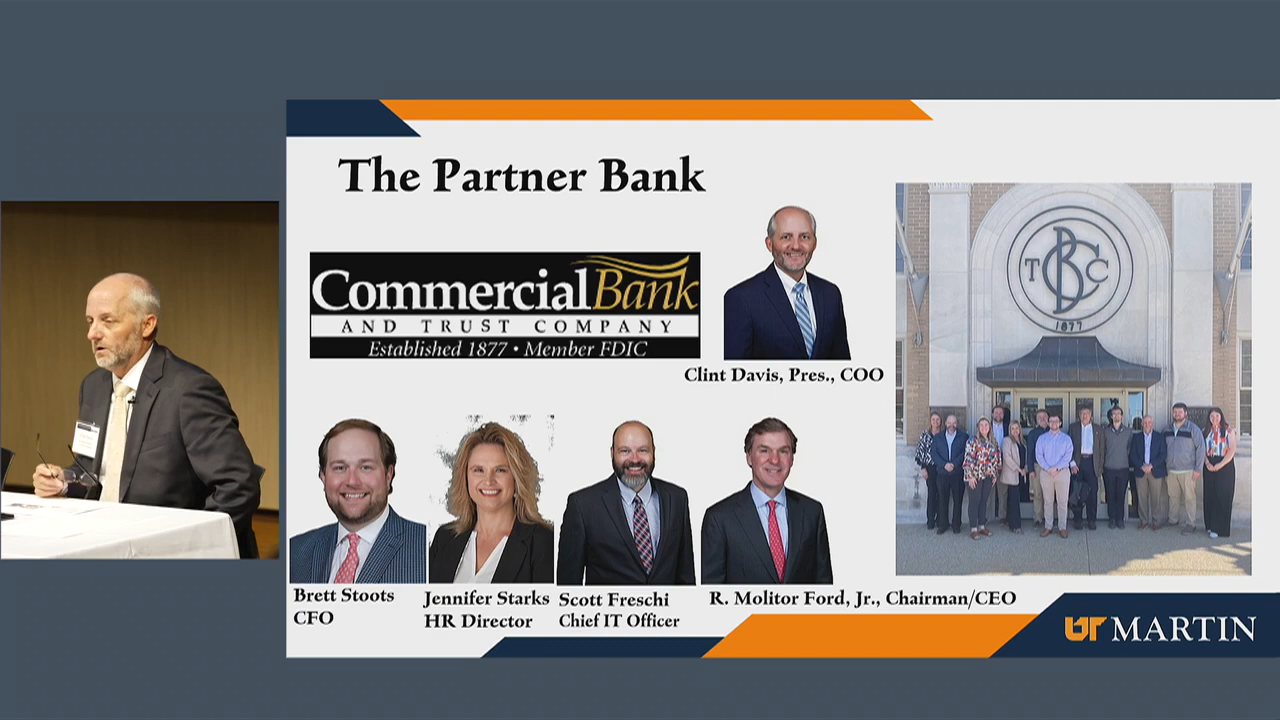 The Partner Bank
Commercial Bank
AND TRUST COMPANY
Established 1877 • Member FDIC
Clint Davis, Pres., COO
TBC
1877
Brett Stoots
CFO
Jennifer Starks
HR Director
Scott Freschi
Chief IT Officer
R. Molitor Ford, Jr., Chairman/CEO
UT MARTIN